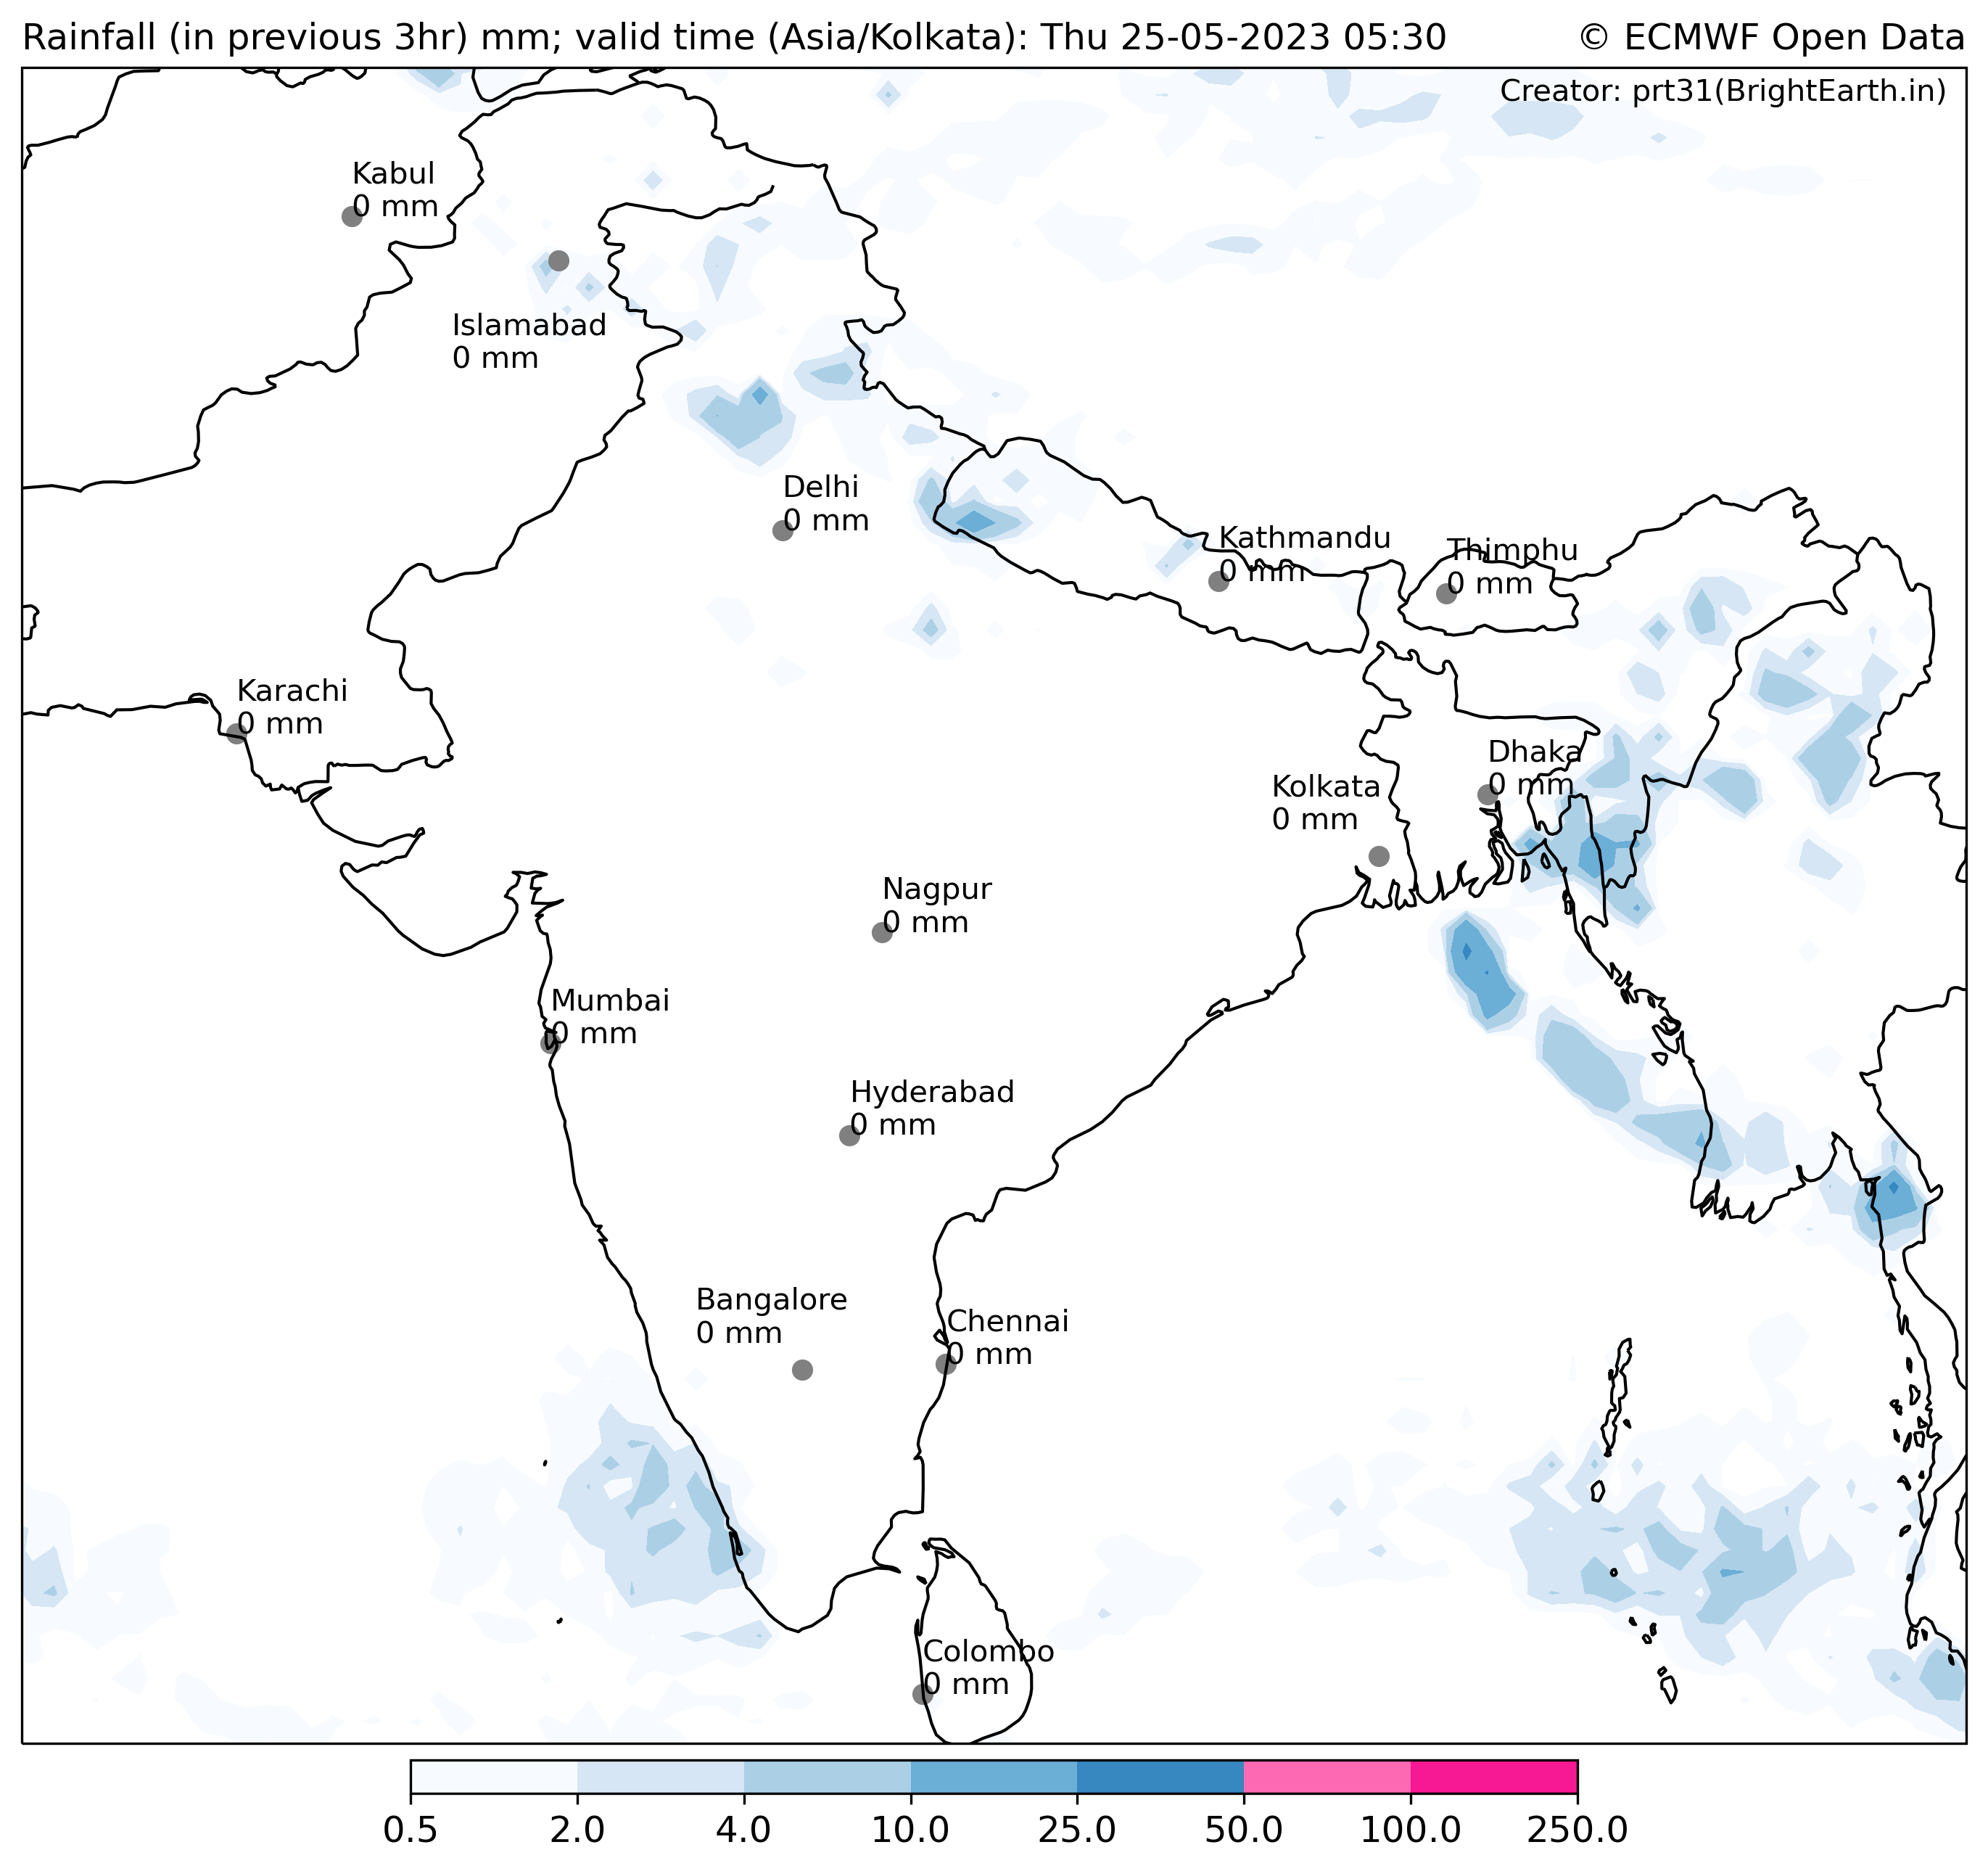 Rainfall (in previous 3hr) mm; valid time (Asia/Kolkata): Thu 25-05-2023 05:30
© ECMWF Open Data
Creator: prt31(BrightEarth.in)
Kabul
0 mm
Islamabad
0 mm
Delhi
0 mm
Kathmandu
0 mm
Thimphu
0 mm
Karachi
0 mm
Dhaka
0 mm
Kolkata
0 mm
Nagpur
0 mm
Mumbai
0 mm
Hyderabad
0 mm
Bangalore
0 mm
Chennai
0 mm
Colombo
0 mm
0.5 2.0 4.0 10.0 25.0 50.0 100.0 250.0